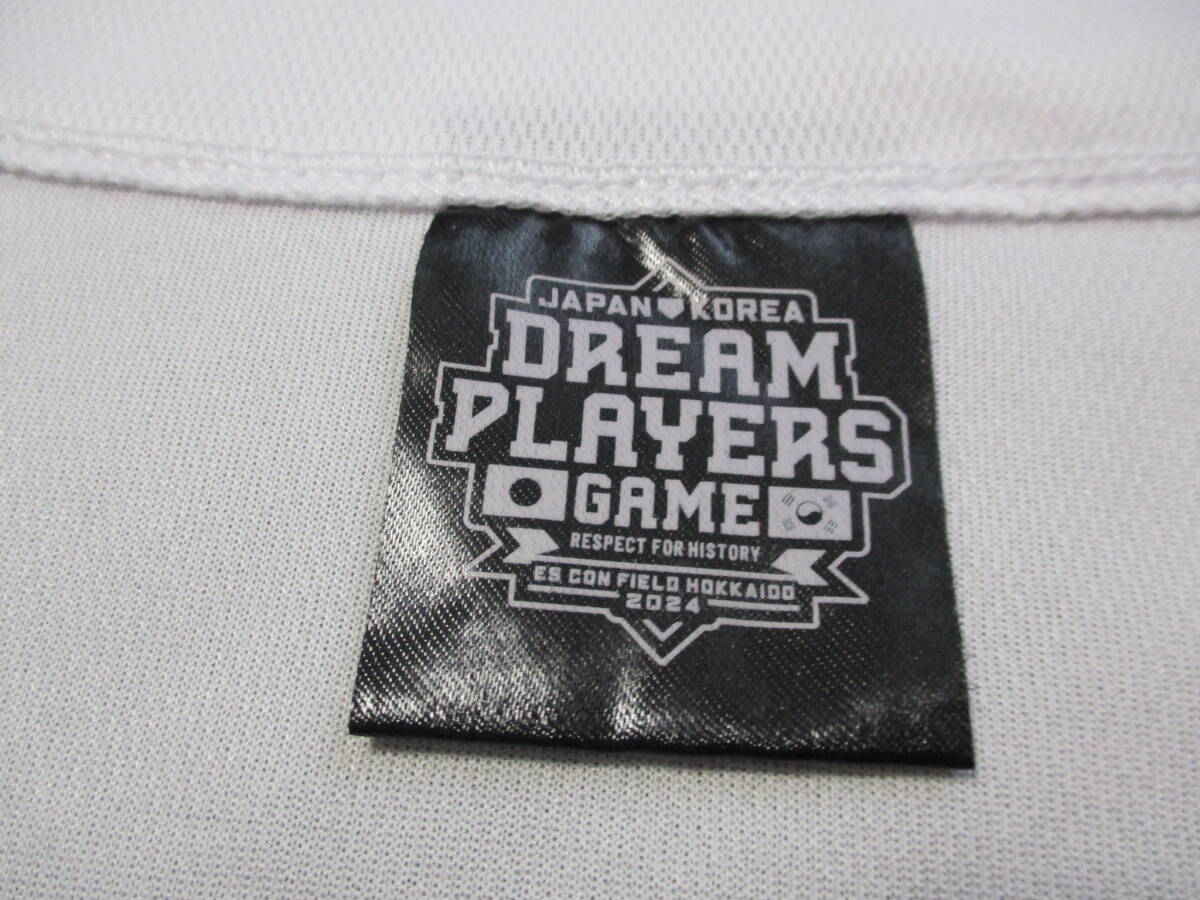 JAPAN KOREA
DREAM
PLAYERS
GAME
RESPECT FOR HISTORY
ES CON FIELD HOKKAIDO
2024